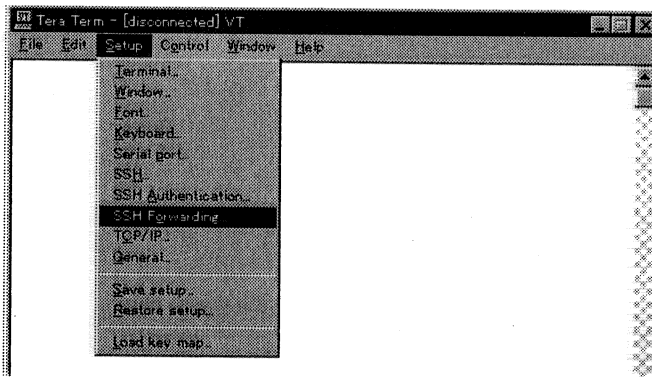 Tera Term - [disconnected] VT
File Edit Setup Control Window Help
Terminal...
Window...
Font...
Keyboard...
Serial port...
SSH...
SSH Authentication...
SSH Forwarding...
TCP/IP...
General...
Save setup...
Restore setup...
Load key map...